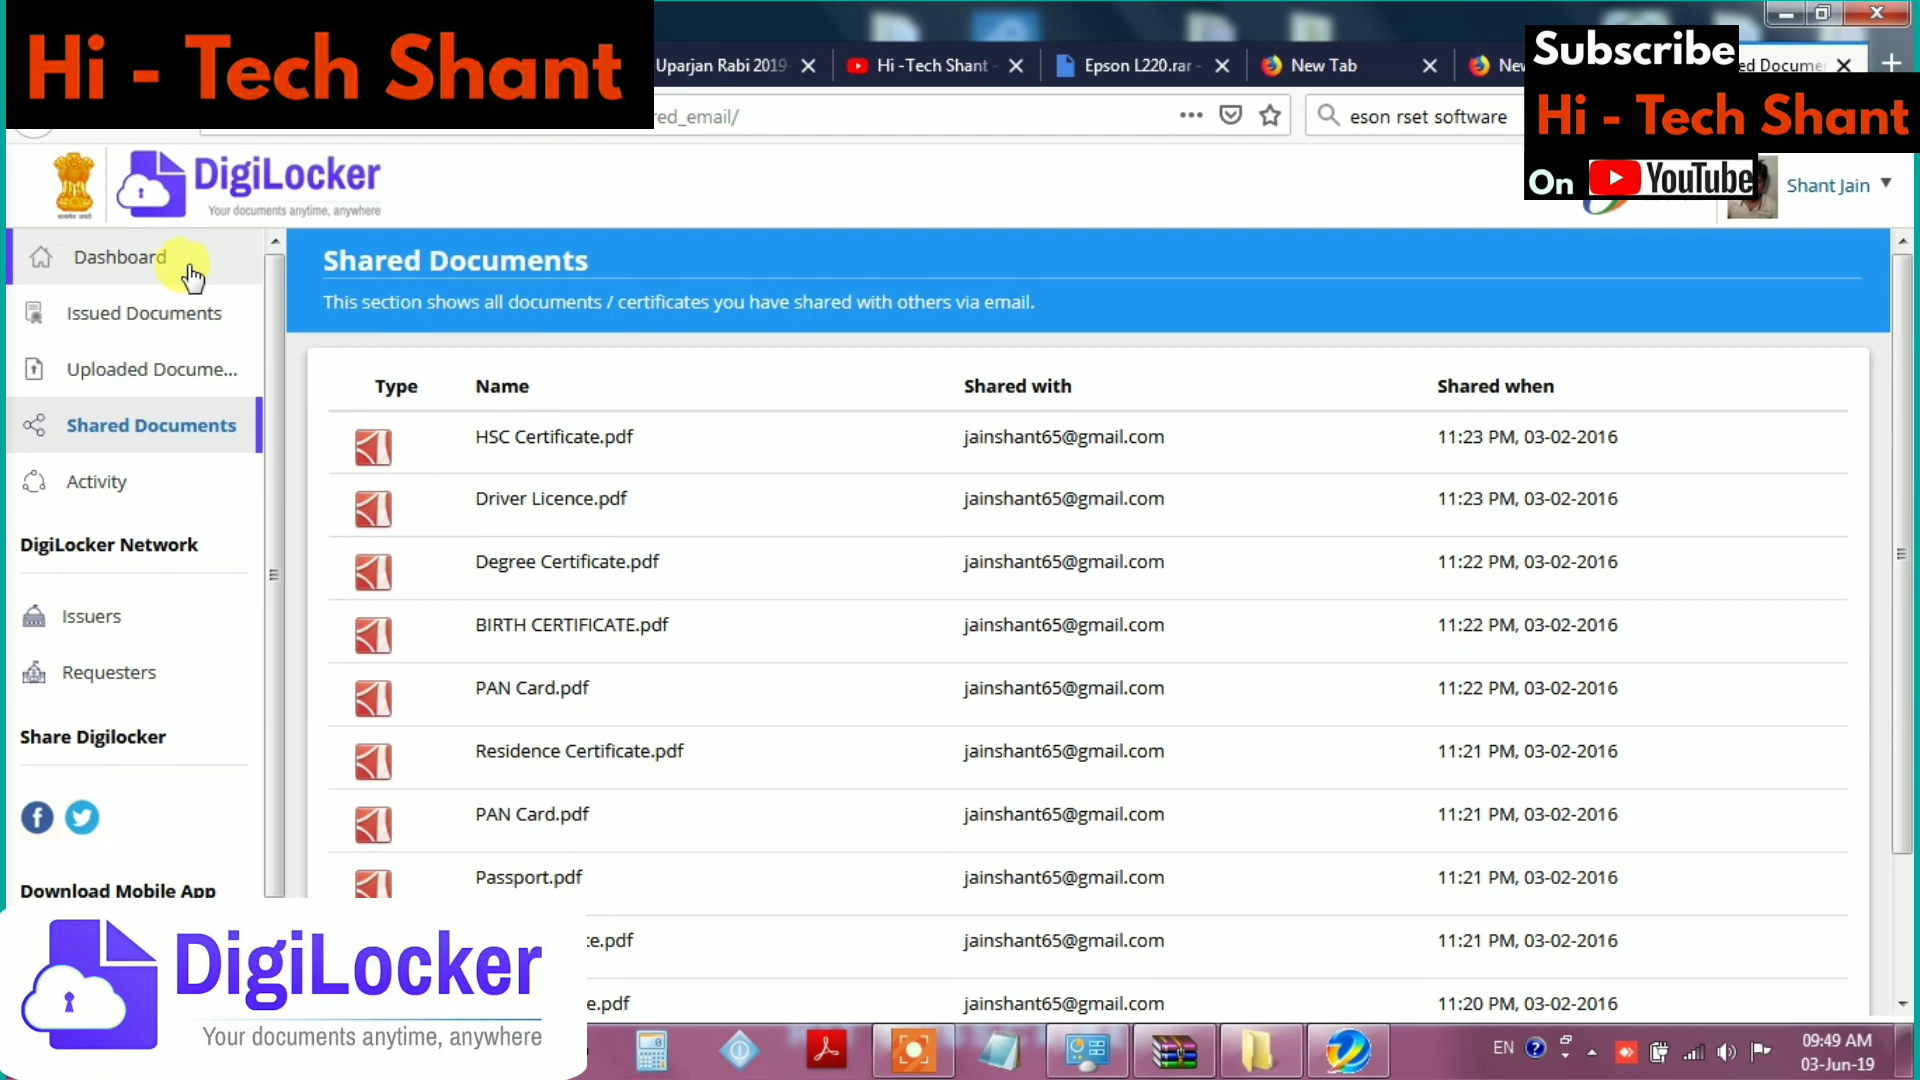 Hi - Tech Shant
Uparjan Rabi 2019
Hi -Tech Shant -
Epson L220.rar -
New Tab
Subscribe
Hi - Tech Shant
On YouTube
ed_email/
eson rset software
DigiLocker
Your documents anytime, anywhere
Shant Jain
Dashboard
Issued Documents
Uploaded Docume...
Shared Documents
Activity
DigiLocker Network
Issuers
Requesters
Share Digilocker
Download Mobile App
Shared Documents
This section shows all documents / certificates you have shared with others via email.
Type Name Shared with Shared when
HSC Certificate.pdf jainshant65@gmail.com 11:23 PM, 03-02-2016
Driver Licence.pdf jainshant65@gmail.com 11:23 PM, 03-02-2016
Degree Certificate.pdf jainshant65@gmail.com 11:22 PM, 03-02-2016
BIRTH CERTIFICATE.pdf jainshant65@gmail.com 11:22 PM, 03-02-2016
PAN Card.pdf jainshant65@gmail.com 11:22 PM, 03-02-2016
Residence Certificate.pdf jainshant65@gmail.com 11:21 PM, 03-02-2016
PAN Card.pdf jainshant65@gmail.com 11:21 PM, 03-02-2016
Passport.pdf jainshant65@gmail.com 11:21 PM, 03-02-2016
te.pdf jainshant65@gmail.com 11:21 PM, 03-02-2016
e.pdf jainshant65@gmail.com 11:20 PM, 03-02-2016
DigiLocker
Your documents anytime, anywhere
EN
09:49 AM
03-Jun-19